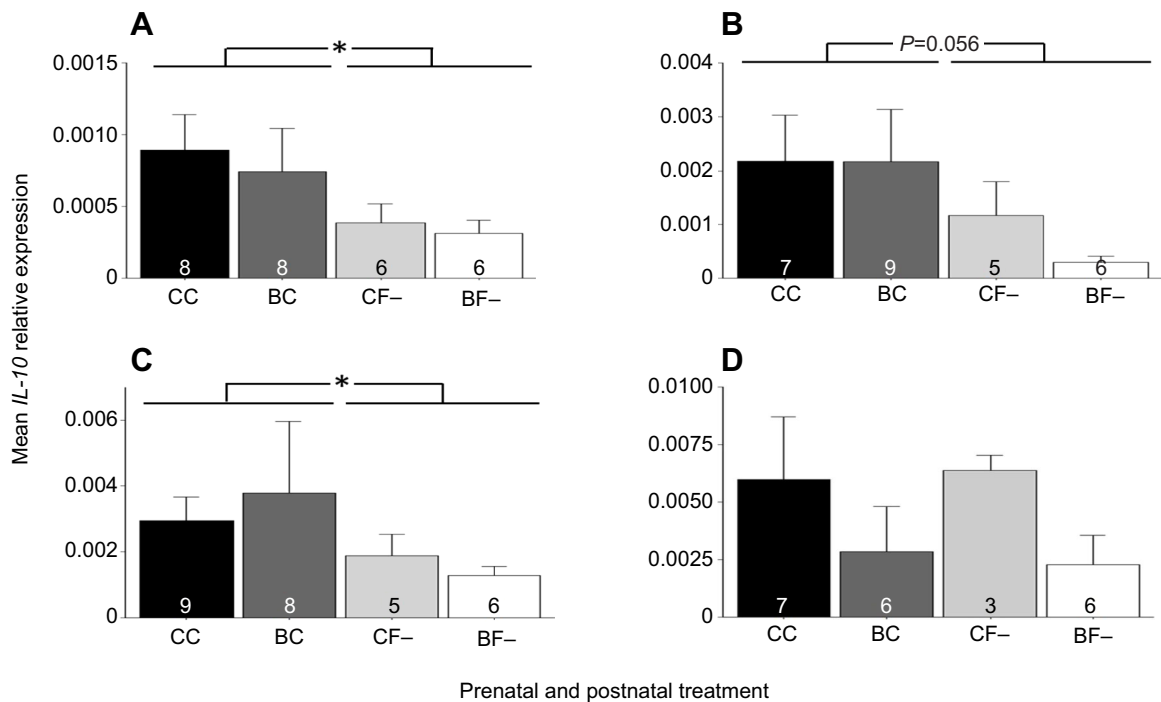 A
*
0.0015
0.0010
0.0005
0
8 8 6 6
CC BC CF– BF–
B
P=0.056
0.004
0.003
0.002
0.001
0
7 9 5 6
CC BC CF– BF–
C
*
0.006
0.004
0.002
0
9 8 5 6
CC BC CF– BF–
D
0.0100
0.0075
0.0050
0.0025
0
7 6 3 6
CC BC CF– BF–
Mean IL-10 relative expression
Prenatal and postnatal treatment